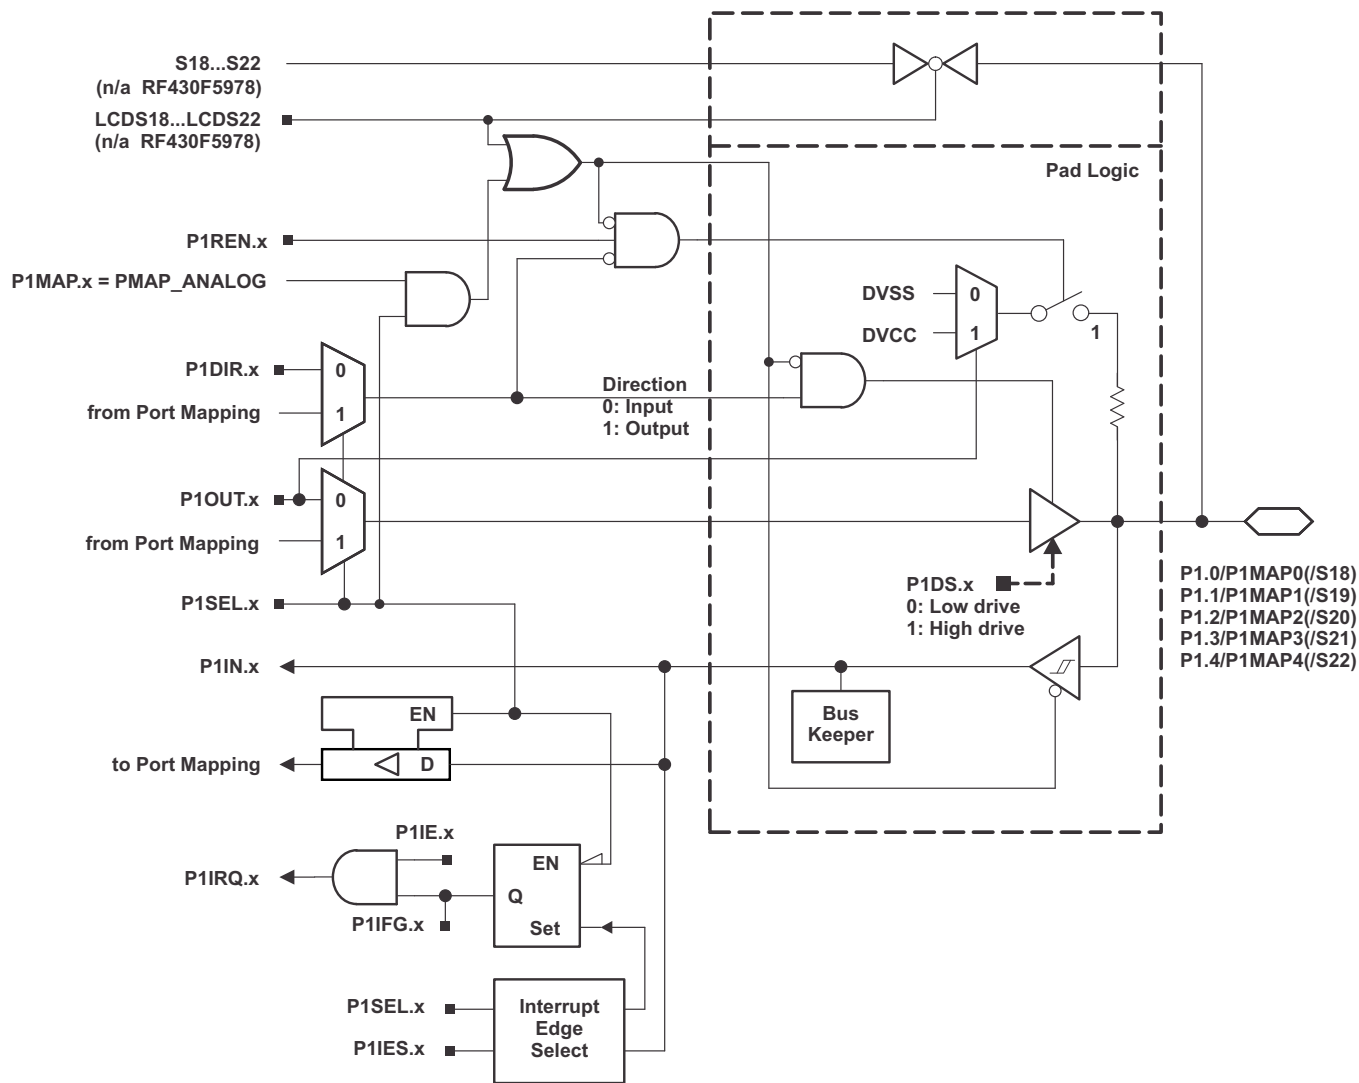 S18...S22
(n/a RF430F5978)
LCDS18...LCDS22
(n/a RF430F5978)
Pad Logic
P1REN.x
P1MAP.x = PMAP_ANALOG
DVSS
0
DVCC
1
1
P1DIR.x
0
from Port Mapping
1
Direction
0: Input
1: Output
P1OUT.x
0
from Port Mapping
1
P1DS.x
0: Low drive
1: High drive
P1.0/P1MAP0(/S18)
P1.1/P1MAP1(/S19)
P1.2/P1MAP2(/S20)
P1.3/P1MAP3(/S21)
P1.4/P1MAP4(/S22)
P1SEL.x
P1IN.x
EN
Bus
Keeper
to Port Mapping
D
P1IE.x
EN
P1IRQ.x
Q
P1IFG.x
Set
P1SEL.x
P1IES.x
Interrupt
Edge
Select